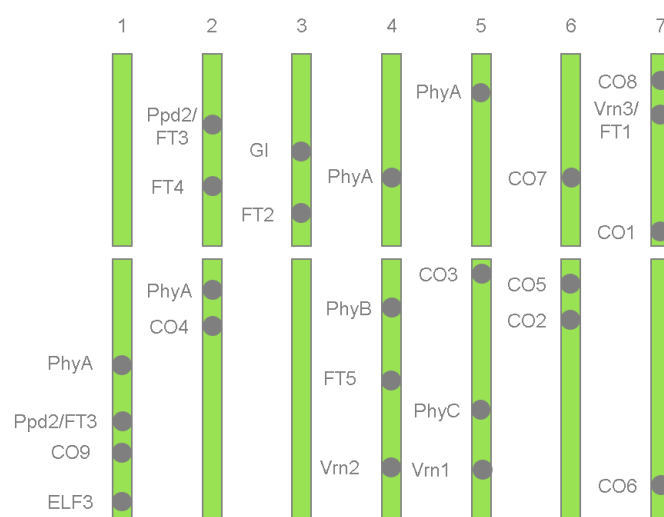 1 2 3 4 5 6 7
CO8
PhyA
Vrn3/
FT1
Ppd2/
FT3
GI
PhyA
CO7
FT4
FT2
CO1
CO3
CO5
PhyA
PhyB
CO2
CO4
PhyA
FT5
PhyC
Ppd2/FT3
CO9
Vrn2
Vrn1
CO6
ELF3